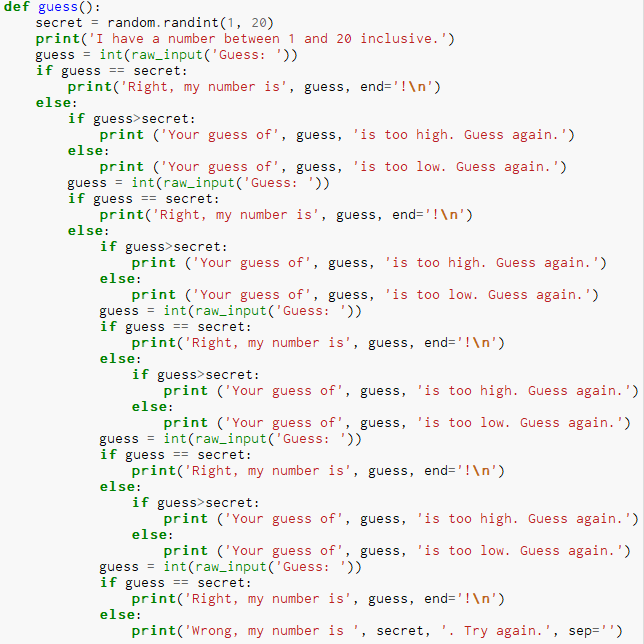 def guess():
    secret = random.randint(1, 20)
    print('I have a number between 1 and 20 inclusive.')
    guess = int(raw_input('Guess: '))
    if guess == secret:
        print('Right, my number is', guess, end='!\n')
    else:
        if guess>secret:
            print ('Your guess of', guess, 'is too high. Guess again.')
        else:
            print ('Your guess of', guess, 'is too low. Guess again.')
        guess = int(raw_input('Guess: '))
        if guess == secret:
            print('Right, my number is', guess, end='!\n')
        else:
            if guess>secret:
                print ('Your guess of', guess, 'is too high. Guess again.')
            else:
                print ('Your guess of', guess, 'is too low. Guess again.')
            guess = int(raw_input('Guess: '))
            if guess == secret:
                print('Right, my number is', guess, end='!\n')
            else:
                if guess>secret:
                    print ('Your guess of', guess, 'is too high. Guess again.')
                else:
                    print ('Your guess of', guess, 'is too low. Guess again.')
            guess = int(raw_input('Guess: '))
            if guess == secret:
                print('Right, my number is', guess, end='!\n')
            else:
                if guess>secret:
                    print ('Your guess of', guess, 'is too high. Guess again.')
                else:
                    print ('Your guess of', guess, 'is too low. Guess again.')
            guess = int(raw_input('Guess: '))
            if guess == secret:
                print('Right, my number is', guess, end='!\n')
            else:
                print('Wrong, my number is ', secret, '. Try again.', sep='')